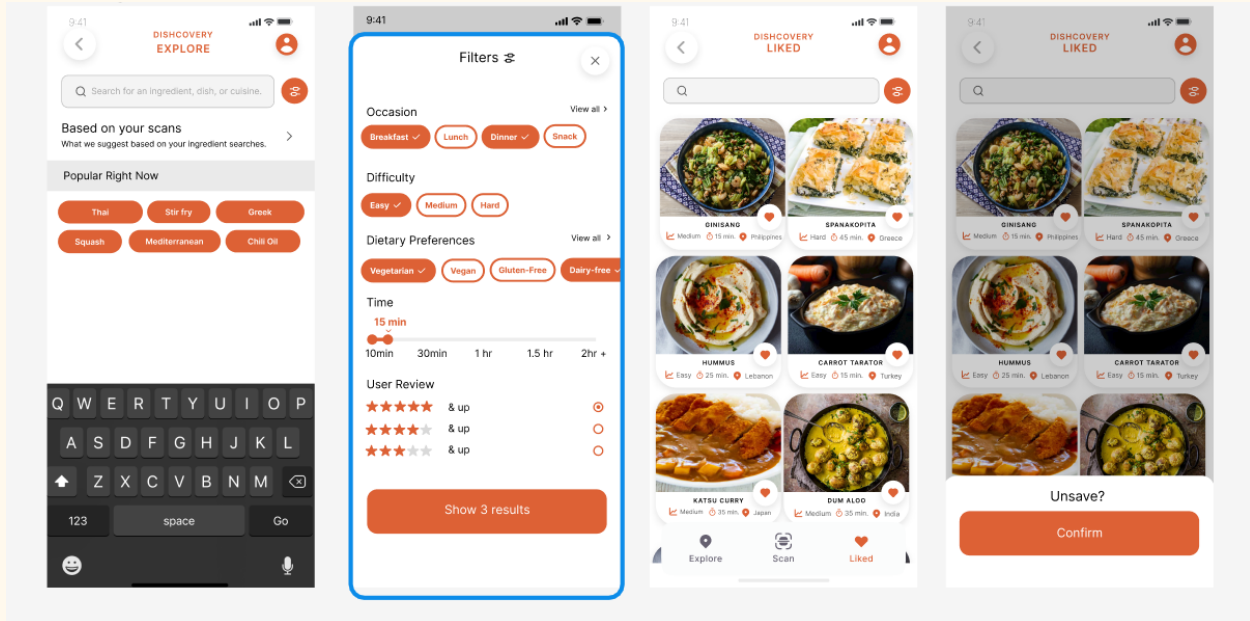 9:41
DISHCOVERY
EXPLORE
Search for an ingredient, dish, or cuisine.
Based on your scans
What we suggest based on your ingredient searches.
Popular Right Now
Thai Stir fry Greek
Squash Mediterranean Chili Oil
Q W E R T Y U I O P
A S D F G H J K L
Z X C V B N M
123 space Go
9:41
Filters
Occasion View all
Breakfast Lunch Dinner Snack
Difficulty
Easy Medium Hard
Dietary Preferences View all
Vegetarian Vegan Gluten-Free Dairy-free
Time
15 min
10min 30min 1 hr 1.5 hr 2hr +
User Review
& up
& up
& up
Show 3 results
9:41
DISHCOVERY
LIKED
GINISANG SPANAKOPITA
Medium 15 min. Philippines Hard 45 min. Greece
HUMMUS CARROT TARATOR
Easy 25 min. Lebanon Easy 15 min. Turkey
KATSU CURRY DUM ALOO
Medium 35 min. Japan Medium 35 min. India
Explore Scan Liked
9:41
DISHCOVERY
LIKED
GINISANG SPANAKOPITA
Medium 15 min. Philippines Hard 45 min. Greece
HUMMUS CARROT TARATOR
Easy 25 min. Lebanon Easy 15 min. Turkey
Unsave?
Confirm